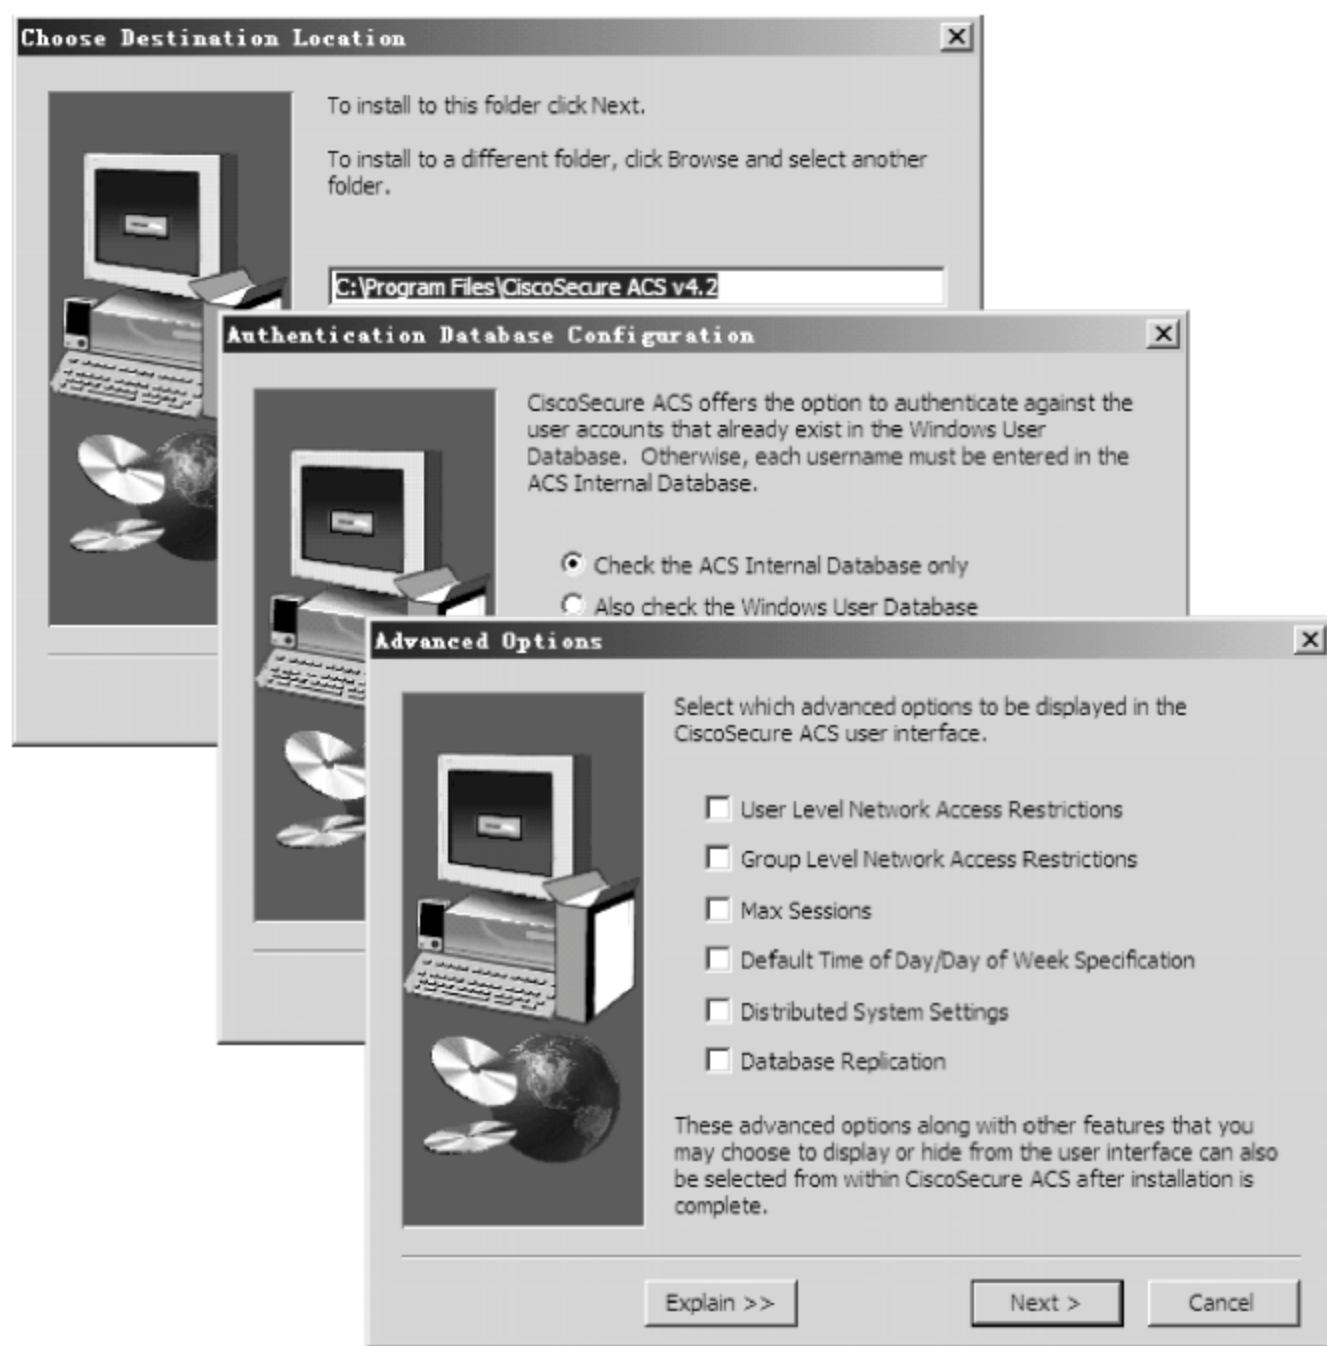 Choose Destination Location
To install to this folder click Next.
To install to a different folder, click Browse and select another
folder.
C:\Program Files\CiscoSecure ACS v4.2
Authentication Database Configuration
CiscoSecure ACS offers the option to authenticate against the
user accounts that already exist in the Windows User
Database.  Otherwise, each username must be entered in the
ACS Internal Database.
Check the ACS Internal Database only
Also check the Windows User Database
Advanced Options
Select which advanced options to be displayed in the
CiscoSecure ACS user interface.
User Level Network Access Restrictions
Group Level Network Access Restrictions
Max Sessions
Default Time of Day/Day of Week Specification
Distributed System Settings
Database Replication
These advanced options along with other features that you
may choose to display or hide from the user interface can also
be selected from within CiscoSecure ACS after installation is
complete.
Explain >>
Next >
Cancel